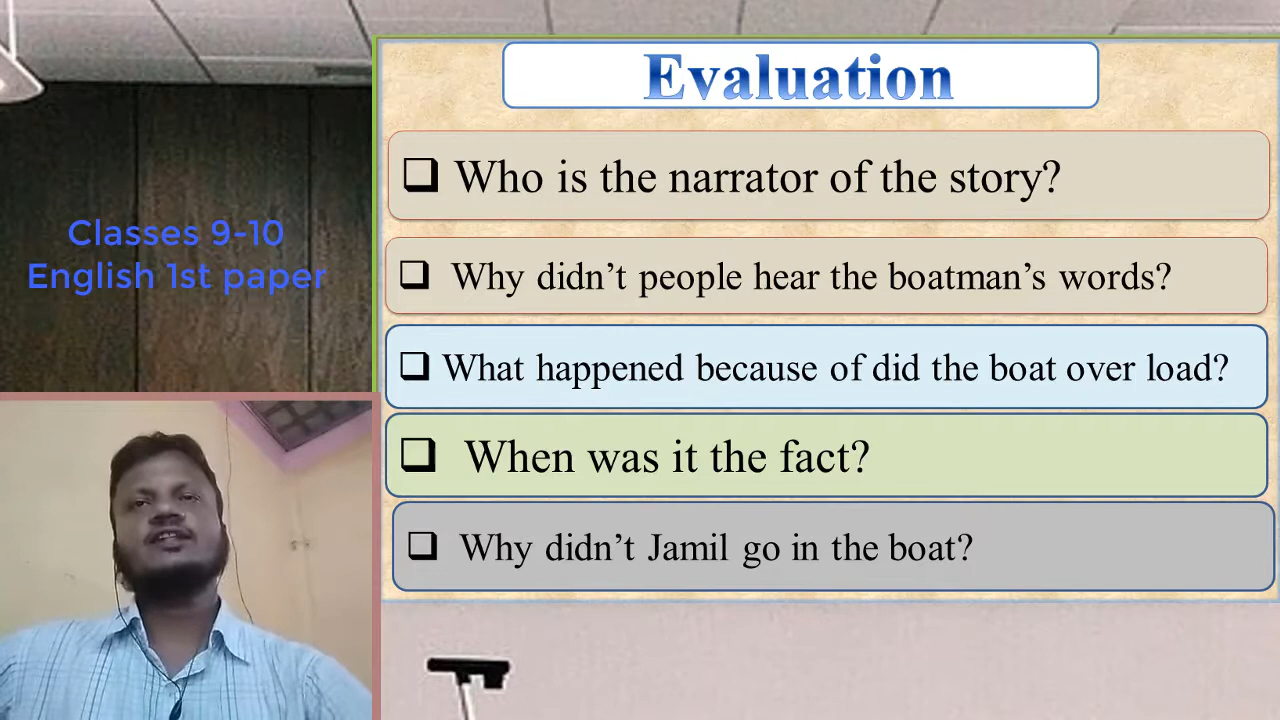 Evaluation
❑ Who is the narrator of the story?
❑ Why didn’t people hear the boatman’s words?
❑ What happened because of did the boat over load?
❑ When was it the fact?
❑ Why didn’t Jamil go in the boat?
Classes 9-10
English 1st paper